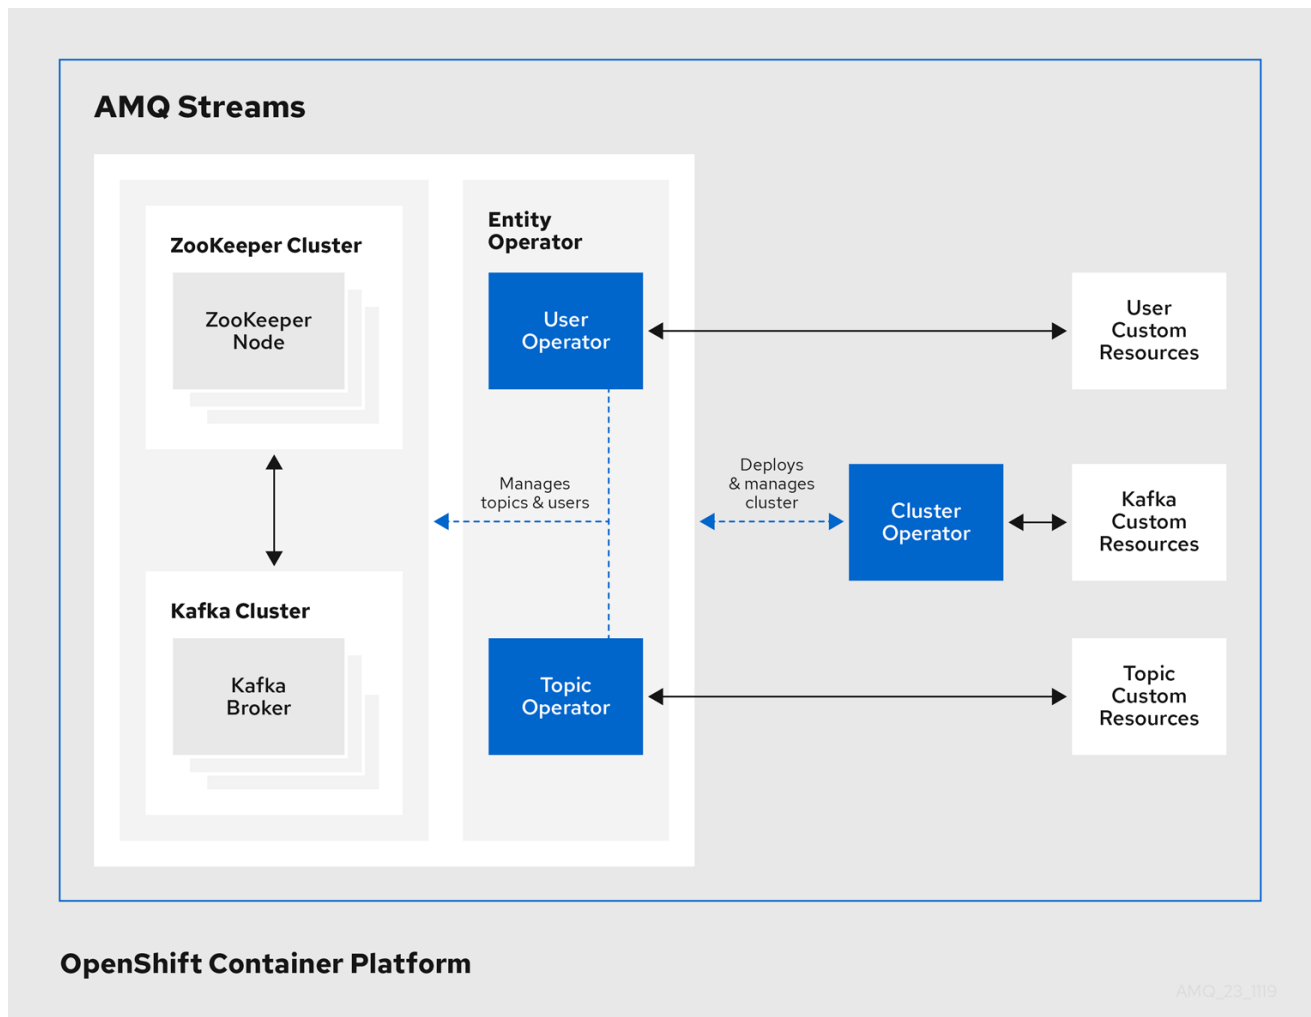 AMQ Streams
ZooKeeper Cluster
ZooKeeper
Node
Kafka Cluster
Kafka
Broker
Entity
Operator
User
Operator
Manages
topics & users
Topic
Operator
Deploys
& manages
cluster
Cluster
Operator
User
Custom
Resources
Kafka
Custom
Resources
Topic
Custom
Resources
OpenShift Container Platform
AMQ_23_1119